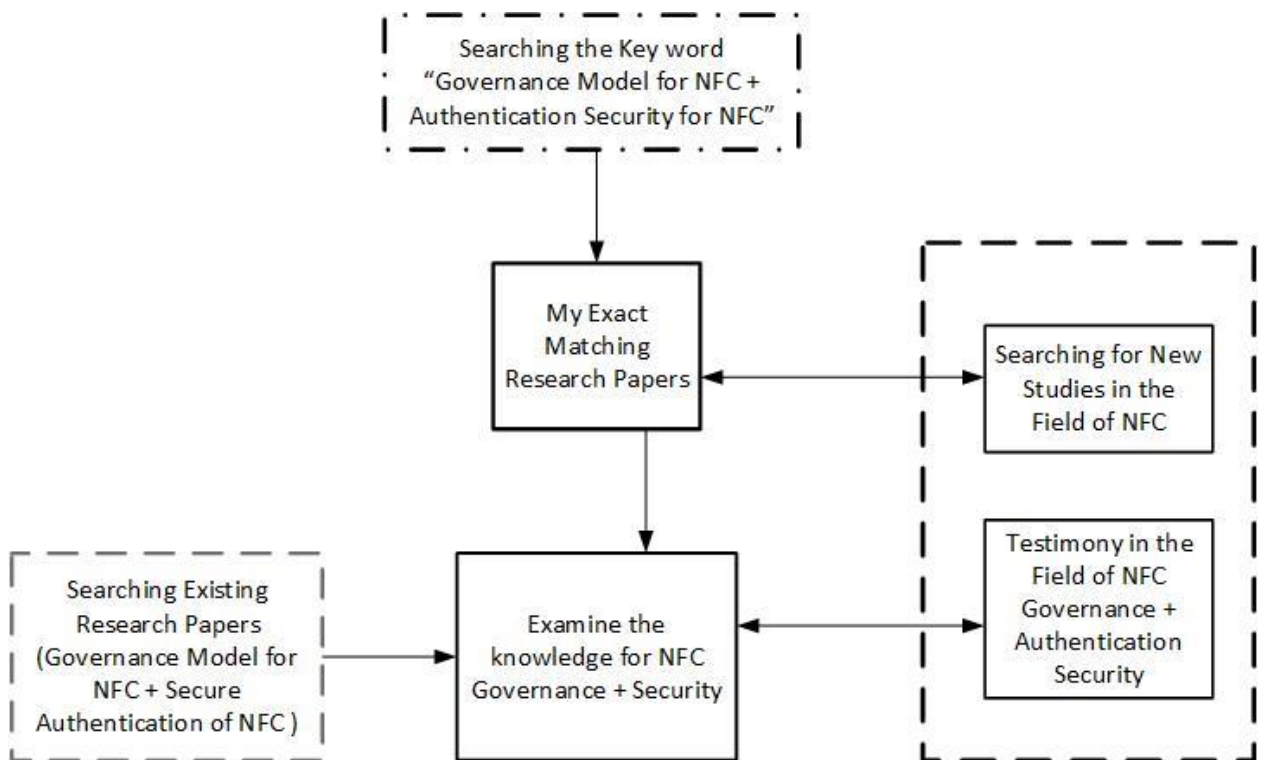 Searching the Key word
“Governance Model for NFC +
Authentication Security for NFC”
My Exact
Matching
Research Papers
Searching for New
Studies in the
Field of NFC
Searching Existing
Research Papers
(Governance Model for
NFC + Secure
Authentication of NFC )
Examine the
knowledge for NFC
Governance + Security
Testimony in the
Field of NFC
Governance +
Authentication
Security